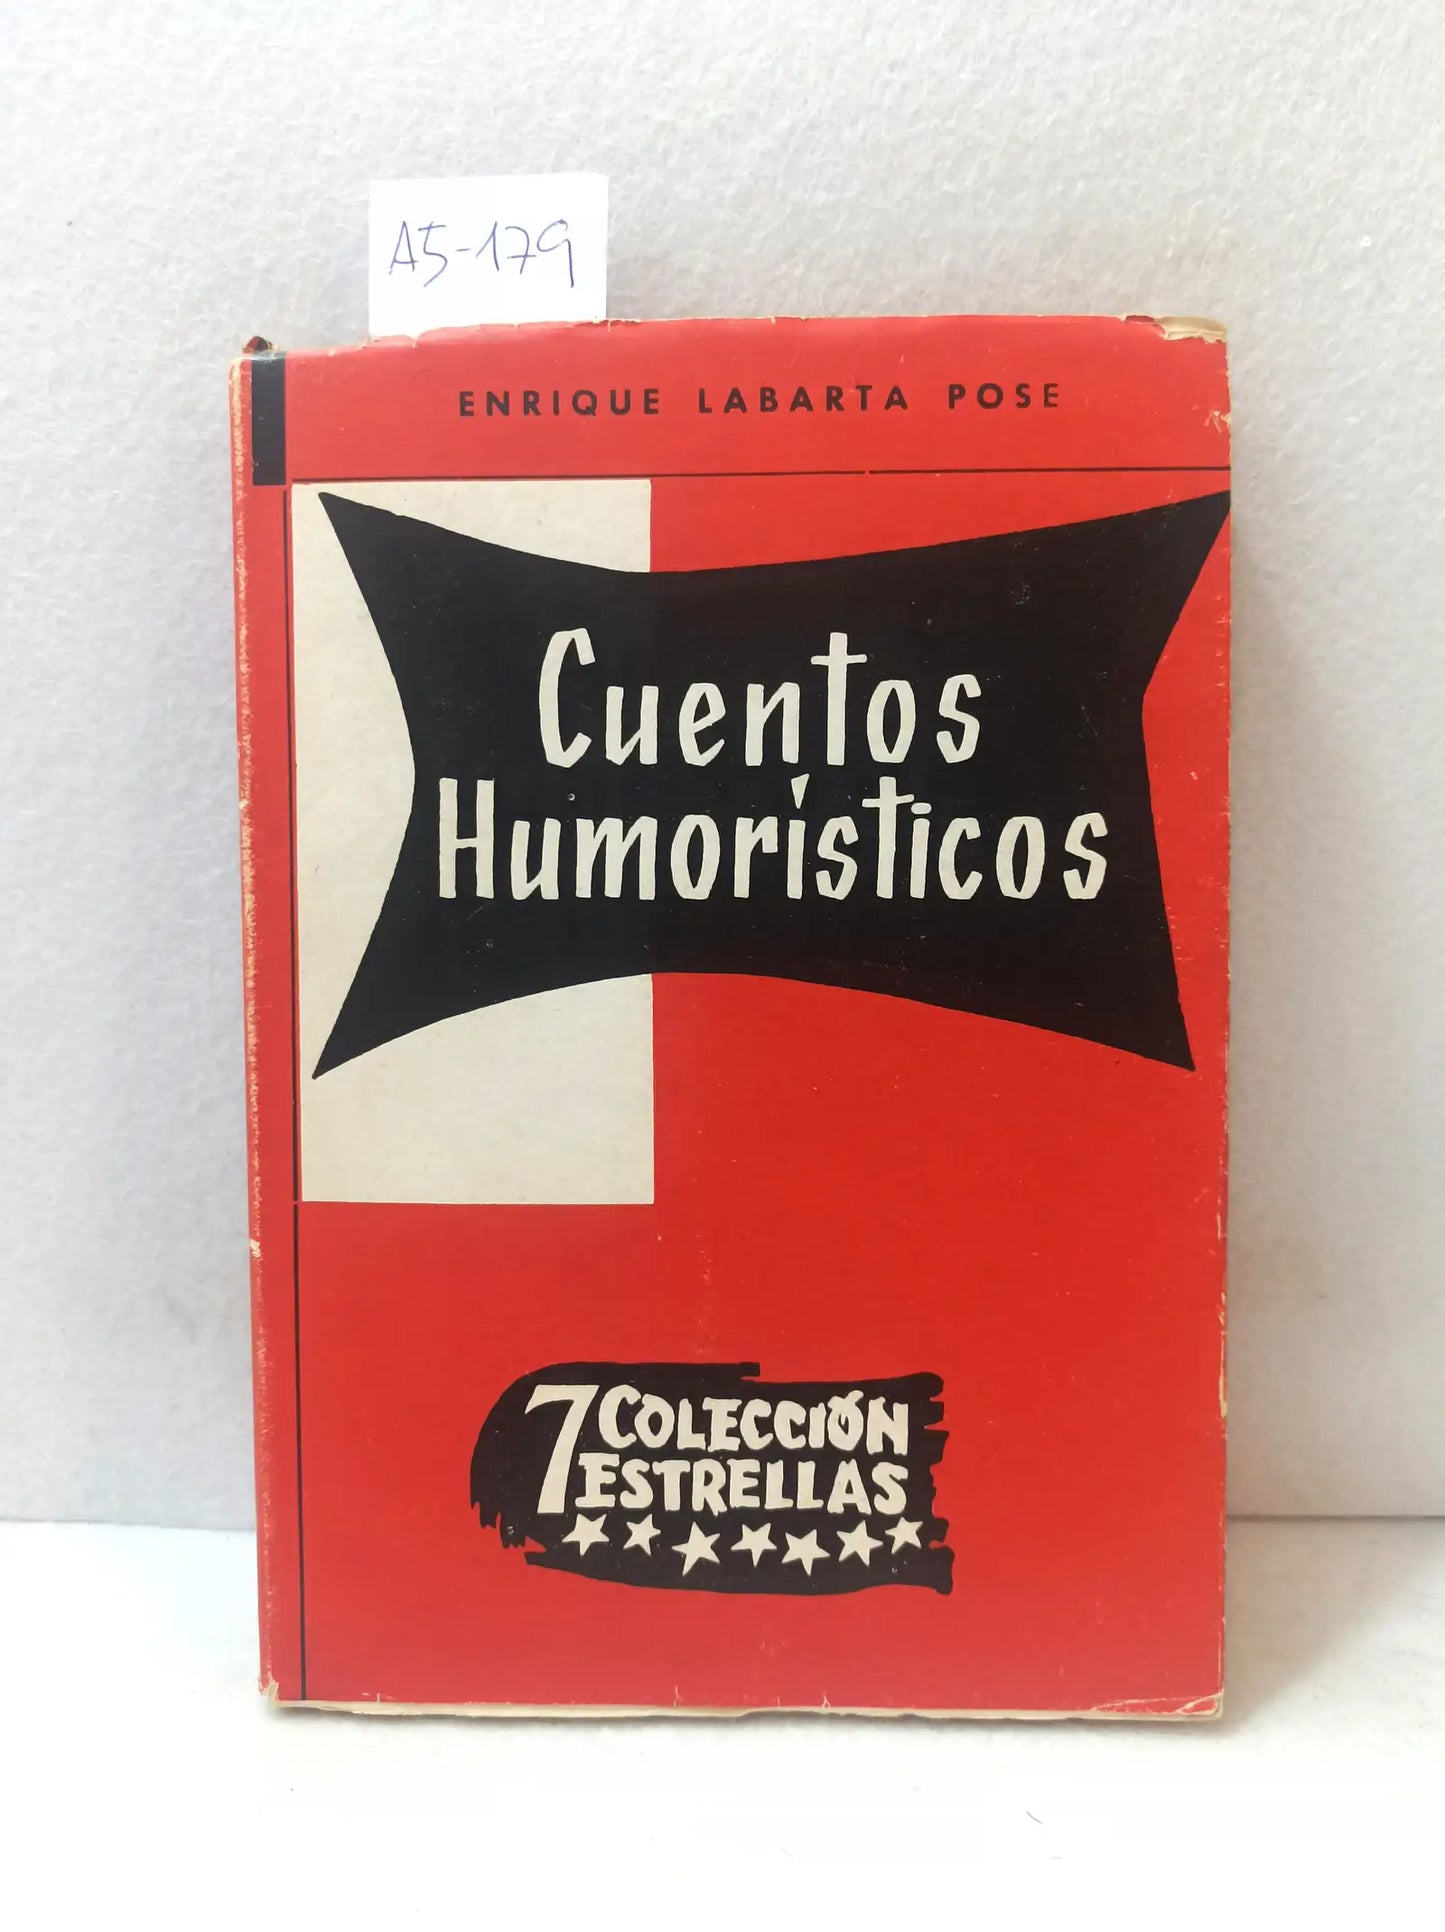 A5-179
ENRIQUE LABARTA POSE
Cuentos
Humorísticos
7 COLECCIÓN
ESTRELLAS